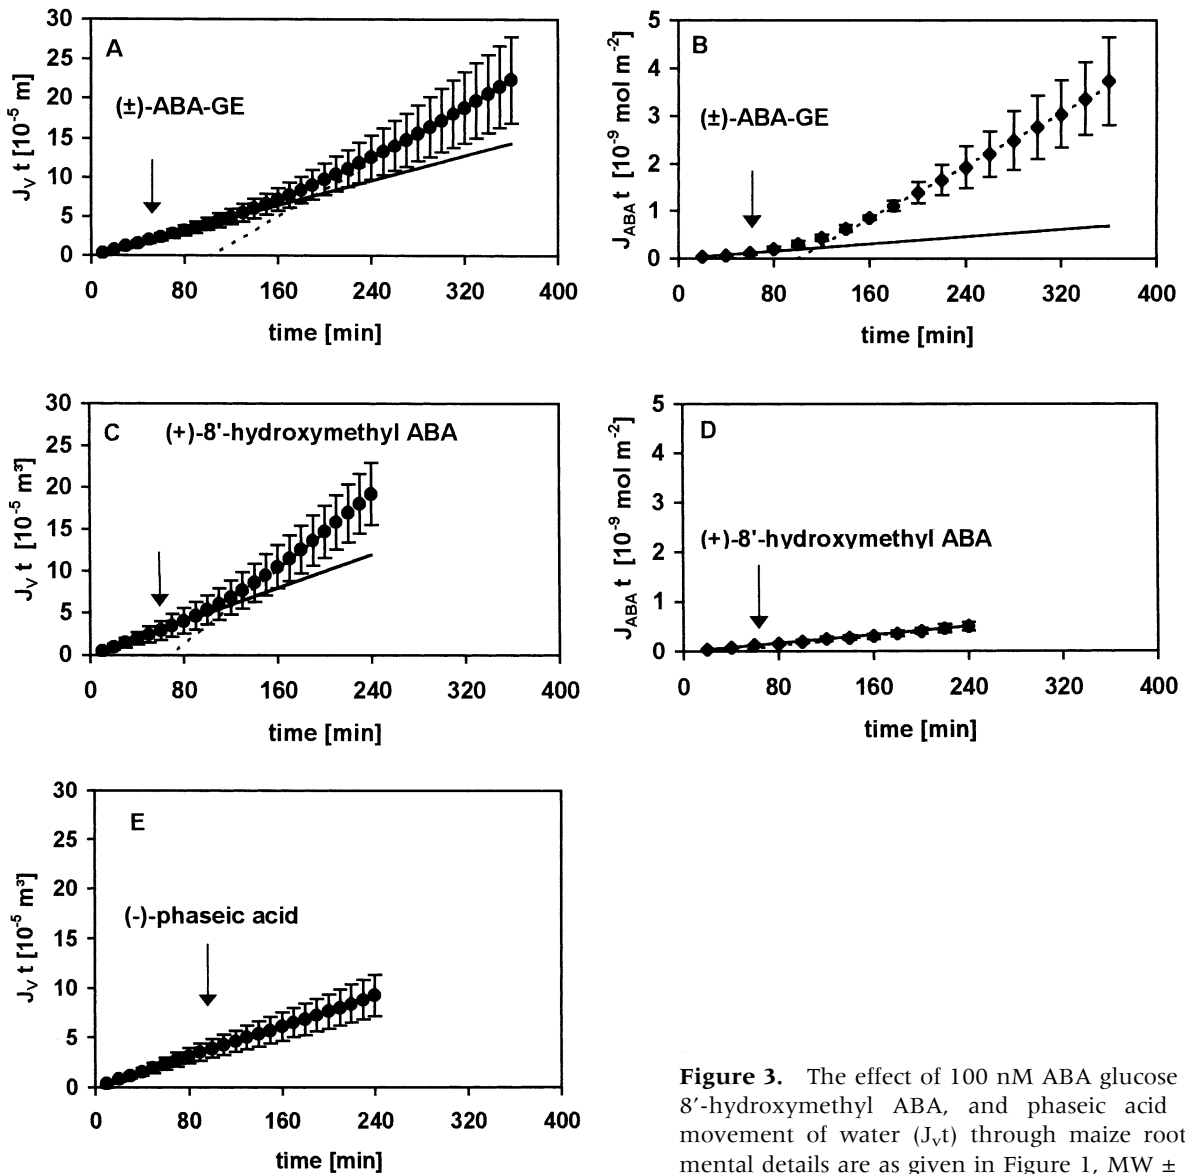 A
(±)-ABA-GE
J_V t [10^-5 m]
30
25
20
15
10
5
0
0 80 160 240 320 400
time [min]
B
(±)-ABA-GE
J_ABA t [10^-9 mol m^-2]
5
4
3
2
1
0
0 80 160 240 320 400
time [min]
C (+)-8'-hydroxymethyl ABA
J_V t [10^-5 m³]
30
25
20
15
10
5
0
0 80 160 240 320 400
time [min]
D
(+)-8'-hydroxymethyl ABA
J_ABA t [10^-9 mol m^-2]
5
4
3
2
1
0
0 80 160 240 320 400
time [min]
E
(-)-phaseic acid
J_V t [10^-5 m³]
30
25
20
15
10
5
0
0 80 160 240 320 400
time [min]
Figure 3. The effect of 100 nM ABA glucose
8′-hydroxymethyl ABA, and phaseic acid
movement of water (J_vt) through maize root
mental details are as given in Figure 1, MW ±